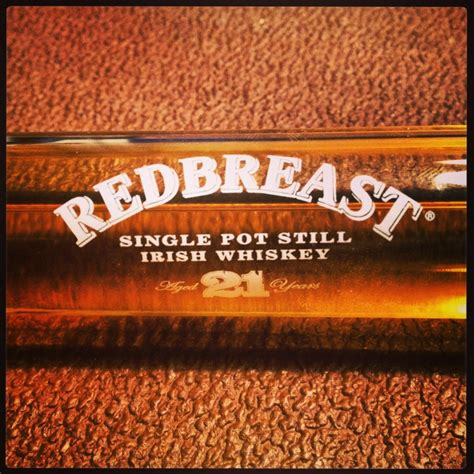 REDBREAST®
SINGLE POT STILL
IRISH WHISKEY
Aged 21 Years